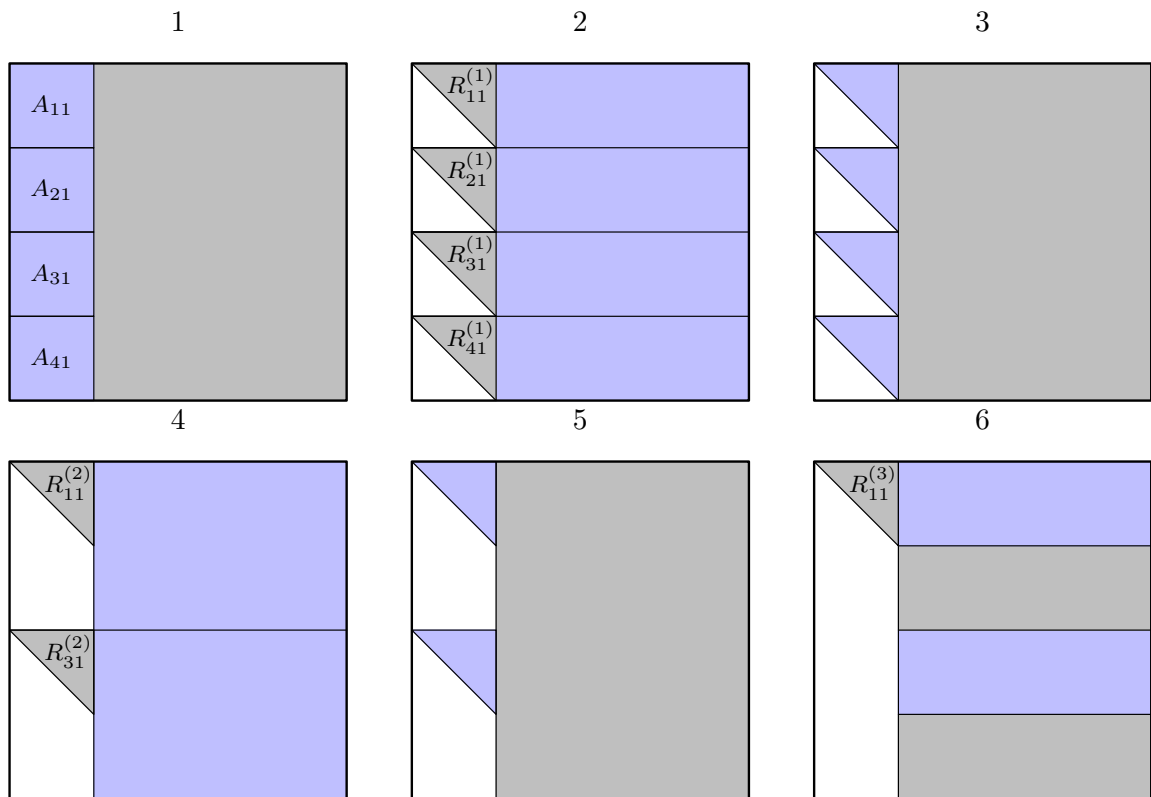 1 2 3
A_{11}
A_{21}
A_{31}
A_{41}
R_{11}^{(1)}
R_{21}^{(1)}
R_{31}^{(1)}
R_{41}^{(1)}
4 5 6
R_{11}^{(2)}
R_{31}^{(2)}
R_{11}^{(3)}